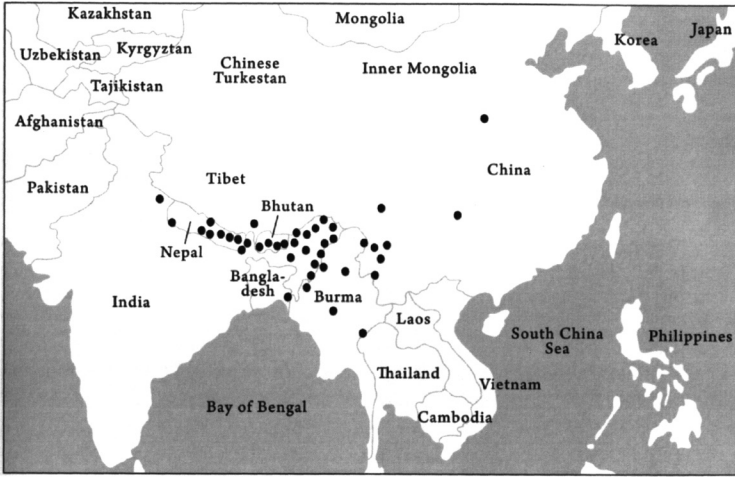 Kazakhstan
Mongolia
Japan
Korea
Uzbekistan
Kyrgyztan
Chinese
Turkestan
Inner Mongolia
Tajikistan
Afghanistan
China
Pakistan
Tibet
Bhutan
Nepal
Bangla-
desh
Burma
India
Laos
South China
Sea
Philippines
Thailand
Vietnam
Bay of Bengal
Cambodia